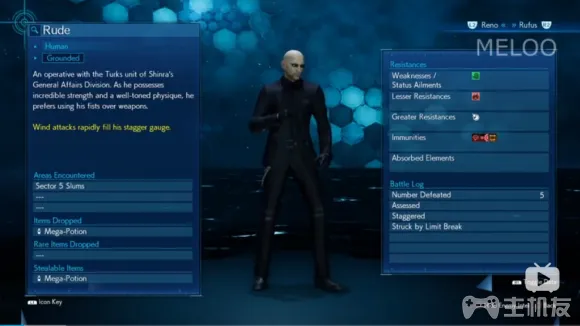 Rude
Human
Grounded
An operative with the Turks unit of Shinra's
General Affairs Division. As he possesses
incredible strength and a well-toned physique, he
prefers using his fists over weapons.
Wind attacks rapidly fill his stagger gauge.
Areas Encountered
Sector 5 Slums
---
---
Items Dropped
Mega-Potion
Rare Items Dropped
---
Stealable Items
Mega-Potion
Icon Key
Reno
Rufus
MELOO
Resistances
Weaknesses /
Status Ailments
Lesser Resistances
Greater Resistances
Immunities
Absorbed Elements
Battle Log
Number Defeated 5
Assessed
Staggered
Struck by Limit Break
主机友